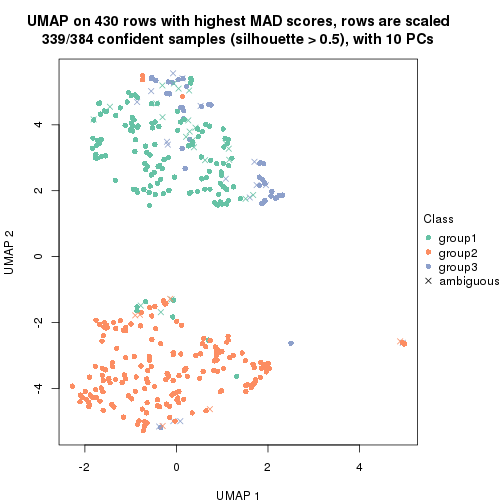 UMAP on 430 rows with highest MAD scores, rows are scaled
339/384 confident samples (silhouette > 0.5), with 10 PCs
4
2
0
-2
-4
UMAP 2
-2
0
2
4
UMAP 1
Class
group1
group2
group3
ambiguous